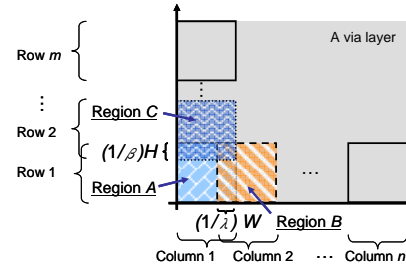 A via layer
Row m
⋮
Row 2
Region C
(1/β)H
Row 1
Region A
...
(1/λ) W
Region B
Column 1
Column 2
...
Column n